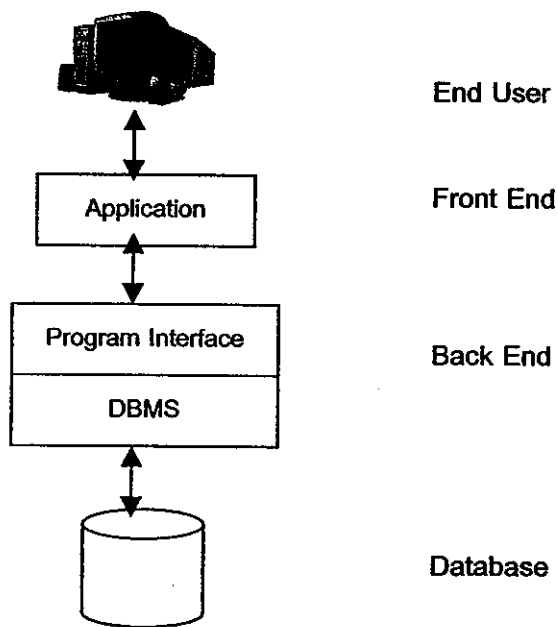 End User
Application
Front End
Program Interface
Back End
DBMS
Database